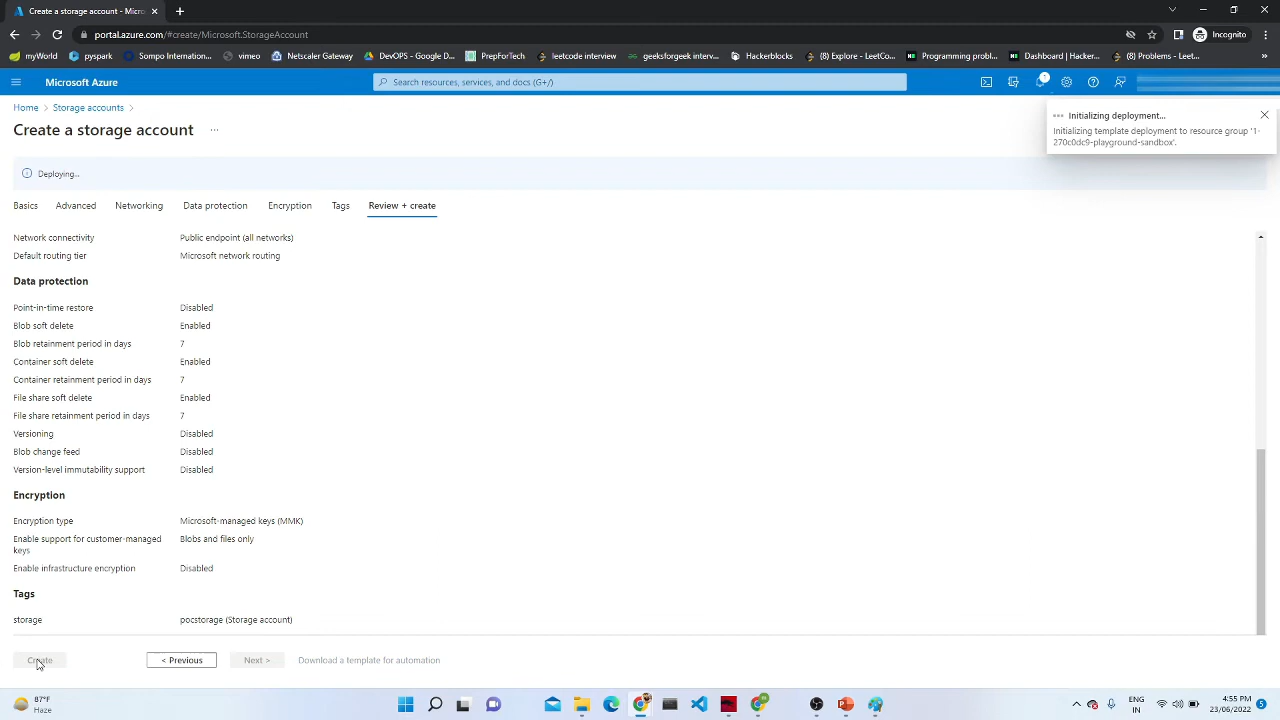 Create a storage account - Micro
portal.azure.com/#create/Microsoft.StorageAccount
Incognito
myWorld
pyspark
Sompo Internation...
vimeo
Netscaler Gateway
DevOPS - Google D...
PrepForTech
leetcode interview
geeksforgeek interv...
Hackerblocks
(8) Explore - LeetCo...
Programming probl...
Dashboard | Hacker...
(8) Problems - Leet...
»
Microsoft Azure
Search resources, services, and docs (G+/)
Home > Storage accounts >
Create a storage account ...
Initializing deployment...
Initializing template deployment to resource group '1-
270c0dc9-playground-sandbox'.
Deploying...
Basics Advanced Networking Data protection Encryption Tags Review + create
Network connectivity Public endpoint (all networks)
Default routing tier Microsoft network routing
Data protection
Point-in-time restore Disabled
Blob soft delete Enabled
Blob retainment period in days 7
Container soft delete Enabled
Container retainment period in days 7
File share soft delete Enabled
File share retainment period in days 7
Versioning Disabled
Blob change feed Disabled
Version-level immutability support Disabled
Encryption
Encryption type Microsoft-managed keys (MMK)
Enable support for customer-managed Blobs and files only
keys
Enable infrastructure encryption Disabled
Tags
storage pocstorage (Storage account)
Create < Previous Next > Download a template for automation
87°F
Haze
ENG
IN
4:55 PM
23/06/2022
5